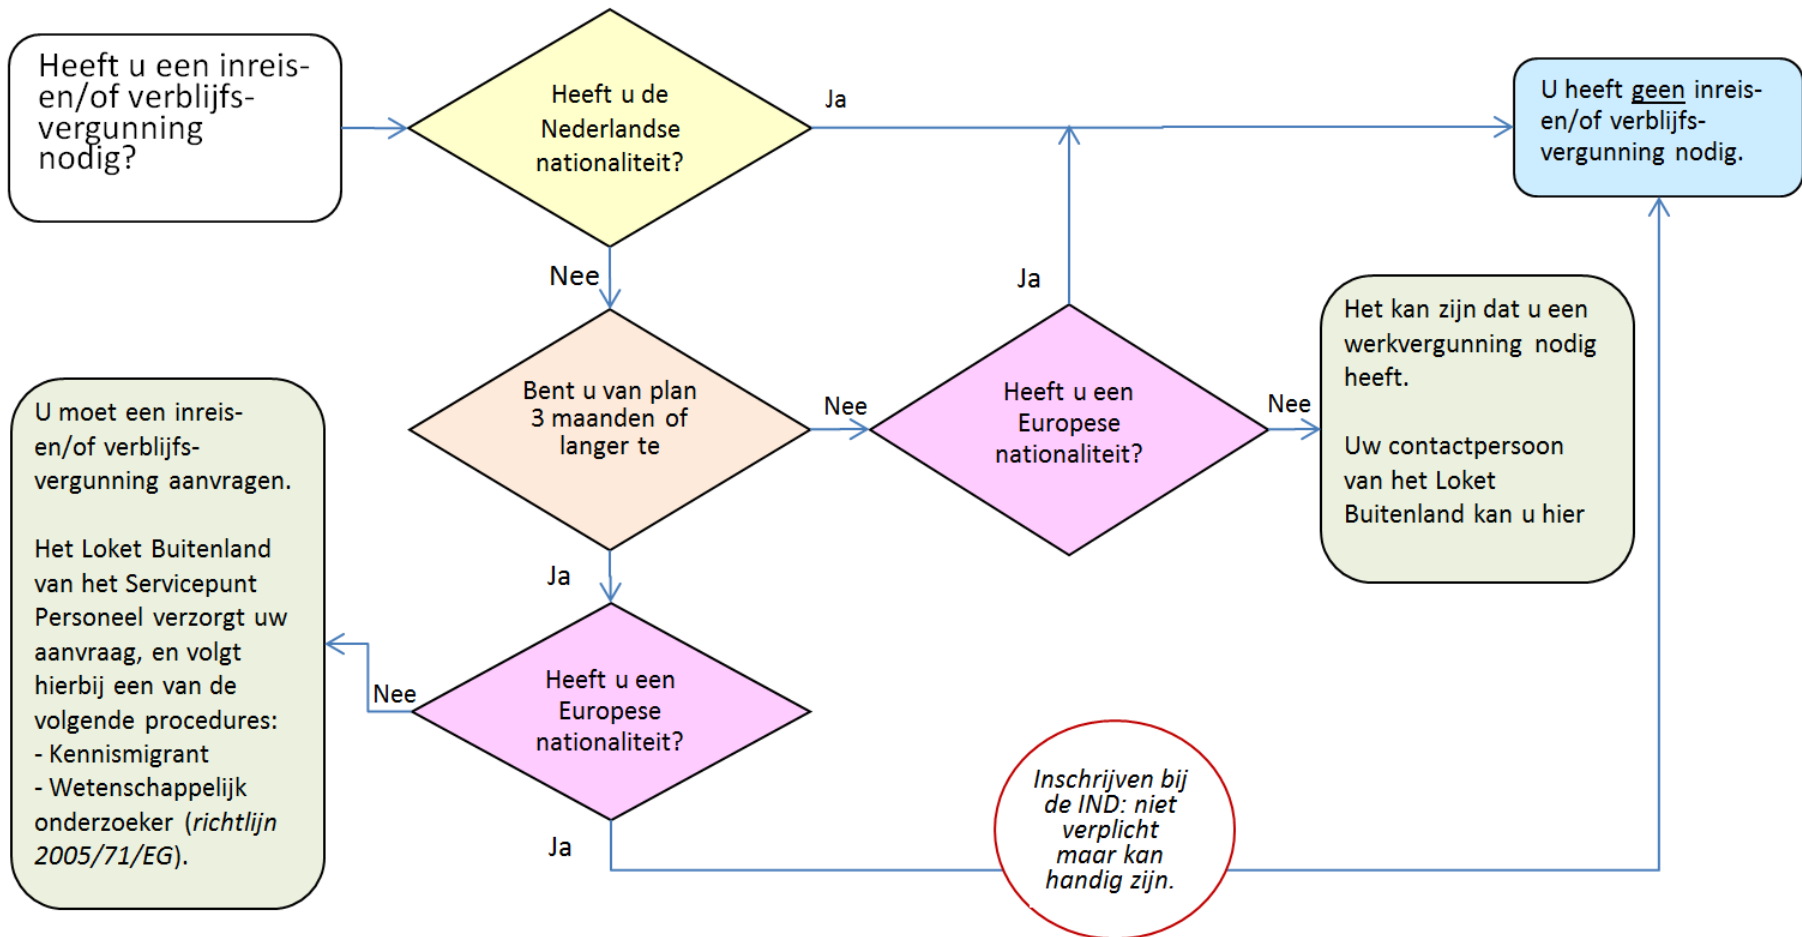 Heeft u een inreis-
en/of verblijfs-
vergunning
nodig?
Heeft u de
Nederlandse
nationaliteit?
Ja
U heeft geen inreis-
en/of verblijfs-
vergunning nodig.
Nee
Ja
Bent u van plan
3 maanden of
langer te
Nee
Heeft u een
Europese
nationaliteit?
Nee
Het kan zijn dat u een
werkvergunning nodig
heeft.
Uw contactpersoon
van het Loket
Buitenland kan u hier
U moet een inreis-
en/of verblijfs-
vergunning aanvragen.
Het Loket Buitenland
van het Servicepunt
Personeel verzorgt uw
aanvraag, en volgt
hierbij een van de
volgende procedures:
- Kennismigrant
- Wetenschappelijk
onderzoeker (richtlijn
2005/71/EG).
Ja
Nee
Heeft u een
Europese
nationaliteit?
Ja
Inschrijven bij
de IND: niet
verplicht
maar kan
handig zijn.